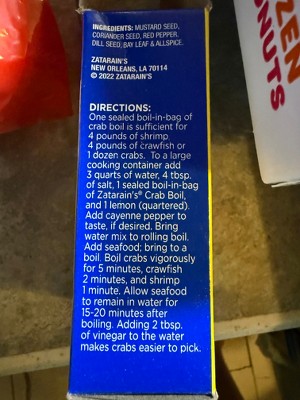 INGREDIENTS: MUSTARD SEED,
CORIANDER SEED, RED PEPPER,
DILL SEED, BAY LEAF & ALLSPICE.
ZATARAIN'S
NEW ORLEANS, LA 70114
© 2022 ZATARAIN'S
DIRECTIONS:
One sealed boil-in-bag of
crab boil is sufficient for
4 pounds of shrimp,
4 pounds of crawfish or
1 dozen crabs. To a large
cooking container add
3 quarts of water, 4 tbsp.
of salt, 1 sealed boil-in-bag
of Zatarain's® Crab Boil,
and 1 lemon (quartered).
Add cayenne pepper to
taste, if desired. Bring
water mix to rolling boil.
Add seafood; bring to a
boil. Boil crabs vigorously
for 5 minutes, crawfish
2 minutes, and shrimp
1 minute. Allow seafood
to remain in water for
15-20 minutes after
boiling. Adding 2 tbsp.
of vinegar to the water
makes crabs easier to pick.
ZEN
NUTS